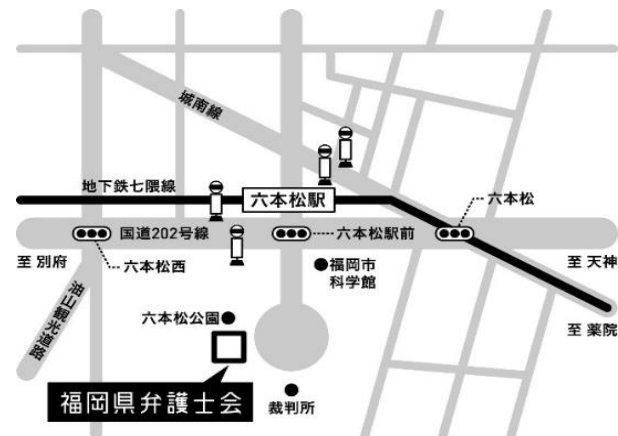 城南線
地下鉄七隈線
六本松駅
六本松
国道202号線
六本松駅前
至 別府
六本松西
福岡市
科学館
至 天神
油山観光道路
六本松公園
至 薬院
福岡県弁護士会
裁判所